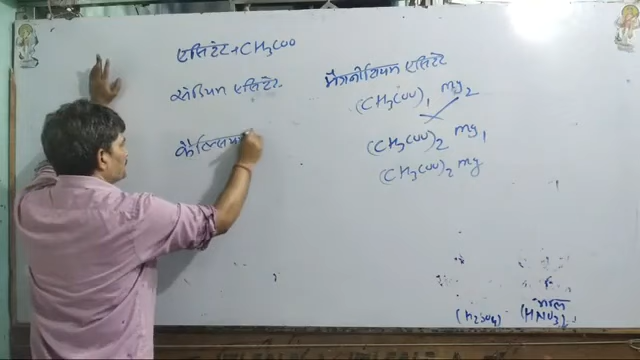 एसिटेट CH3COO
सोडियम एसिटेट
कैल्सियम
मैग्नीशियम एसिटेट
(CH3COO)1 mg2
(CH3COO)2 mg1
(CH3COO)2 mg
(H2SO4)
(HNO3)